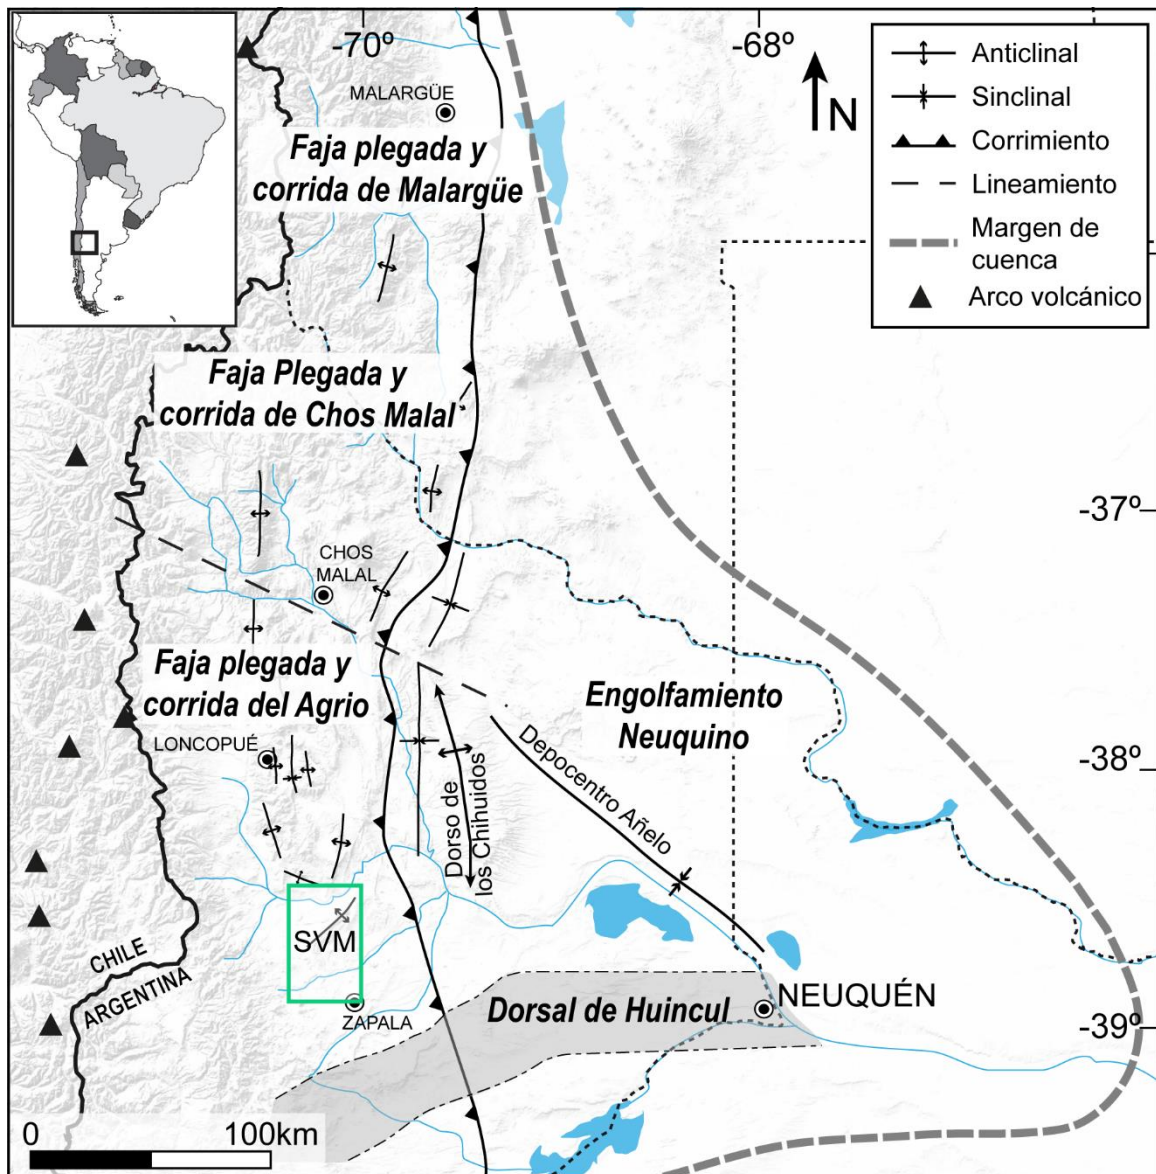 -70º
-68º
N
Anticlinal
Sinclinal
Corrimiento
Lineamiento
Margen de
cuenca
Arco volcánico
MALARGÜE
Faja plegada y
corrida de Malargüe
Faja Plegada y
corrida de Chos Malal
-37º
CHOS
MALAL
Faja plegada y
corrida del Agrio
LONCOPUÉ
Engolfamiento
Neuquino
-38º
Depocentro Añelo
Dorso de
los Chihuidos
SVM
CHILE
ARGENTINA
ZAPALA
Dorsal de Huincul
NEUQUÉN
-39º
0
100km